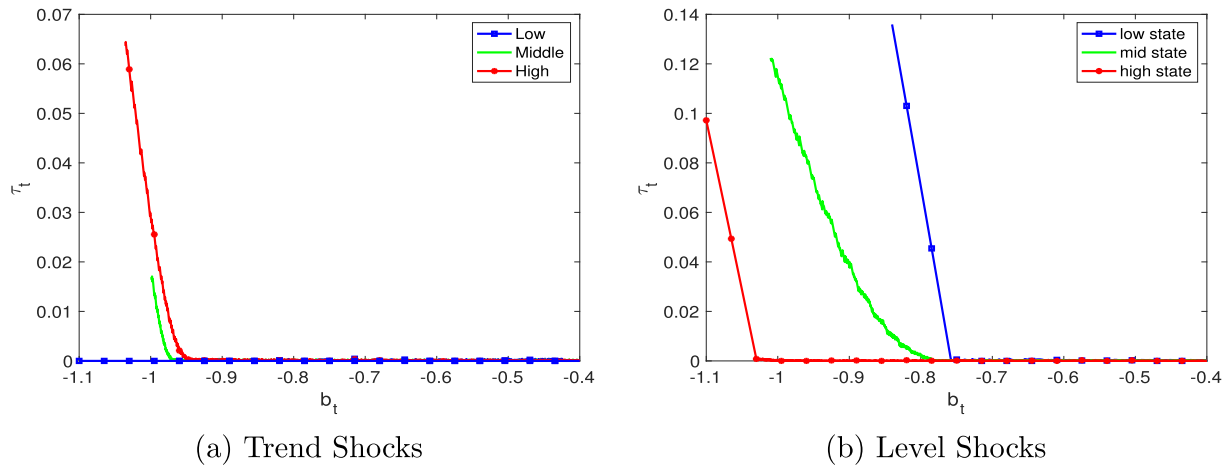 0.07
0.06
0.05
0.04
0.03
0.02
0.01
0
τt
Low
Middle
High
-1.1 -1 -0.9 -0.8 -0.7 -0.6 -0.5 -0.4
bt
(a) Trend Shocks
0.14
0.12
0.1
0.08
0.06
0.04
0.02
0
τt
low state
mid state
high state
-1.1 -1 -0.9 -0.8 -0.7 -0.6 -0.5 -0.4
bt
(b) Level Shocks